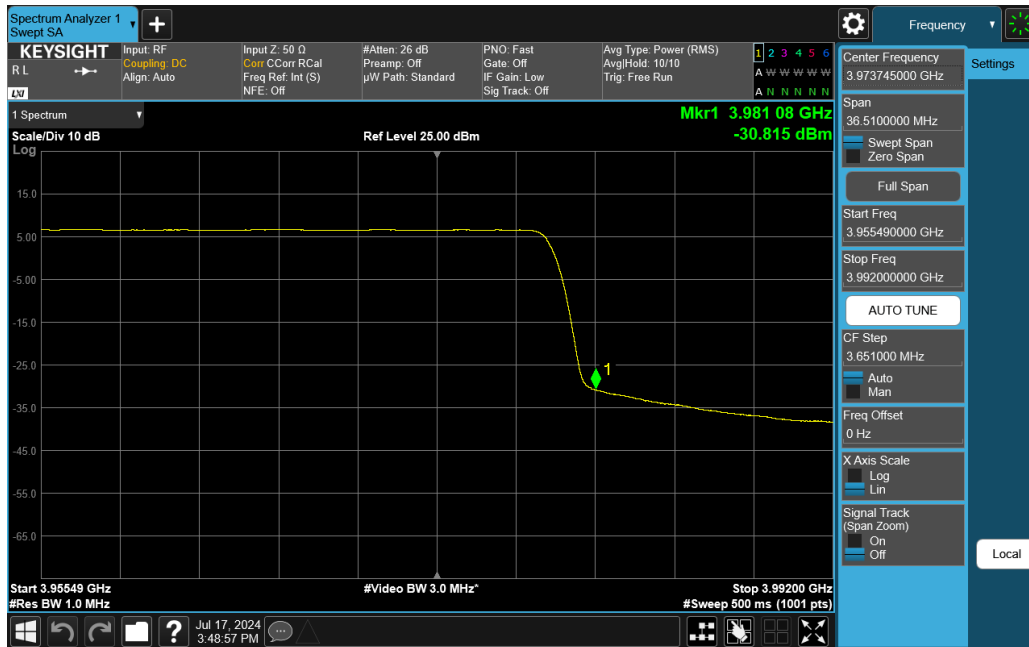 Spectrum Analyzer 1
Swept SA
+
Frequency
KEYSIGHT
R L
LXI
Input: RF
Coupling: DC
Align: Auto
Input Z: 50 Ω
Corr CCorr RCal
Freq Ref: Int (S)
NFE: Off
#Atten: 26 dB
Preamp: Off
µW Path: Standard
PNO: Fast
Gate: Off
IF Gain: Low
Sig Track: Off
Avg Type: Power (RMS)
Avg|Hold: 10/10
Trig: Free Run
1 2 3 4 5 6
A W W W W W
A N N N N N
1 Spectrum
Scale/Div 10 dB
Log
Ref Level 25.00 dBm
Mkr1 3.981 08 GHz
-30.815 dBm
15.0
5.00
-5.00
-15.0
-25.0
-35.0
-45.0
-55.0
-65.0
1
Start 3.95549 GHz
#Res BW 1.0 MHz
#Video BW 3.0 MHz*
Stop 3.99200 GHz
#Sweep 500 ms (1001 pts)
Jul 17, 2024
3:48:57 PM
Center Frequency
3.973745000 GHz
Span
36.5100000 MHz
Swept Span
Zero Span
Full Span
Start Freq
3.955490000 GHz
Stop Freq
3.992000000 GHz
AUTO TUNE
CF Step
3.651000 MHz
Auto
Man
Freq Offset
0 Hz
X Axis Scale
Log
Lin
Signal Track
(Span Zoom)
On
Off
Settings
Local
?